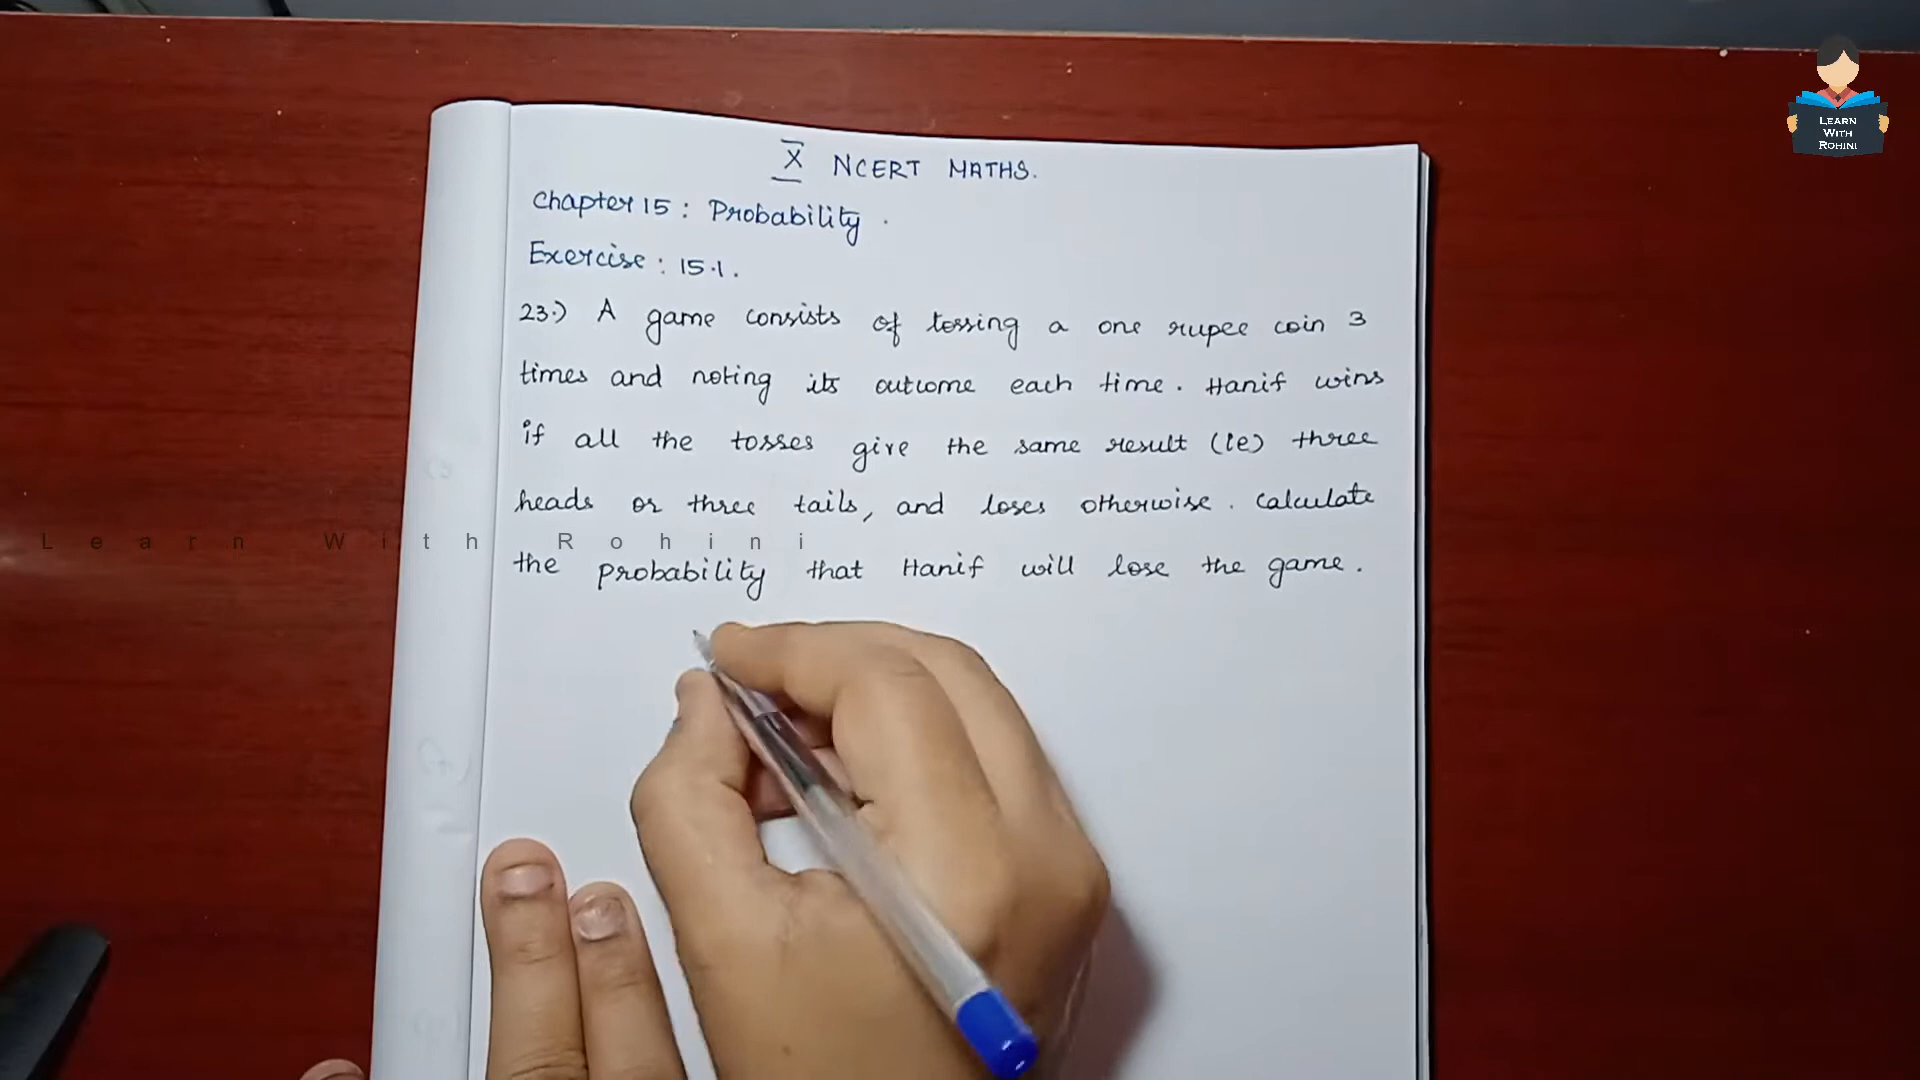 X NCERT MATHS.
Chapter 15 : Probability .
Exercise : 15.1 .
23.) A game consists of tossing a one rupee coin 3
times and noting its outcome each time . Hanif wins
if all the tosses give the same result (ie) three
heads or three tails, and loses otherwise . Calculate
the probability that Hanif will lose the game .
Learn With Rohini
LEARN
WITH
ROHINI